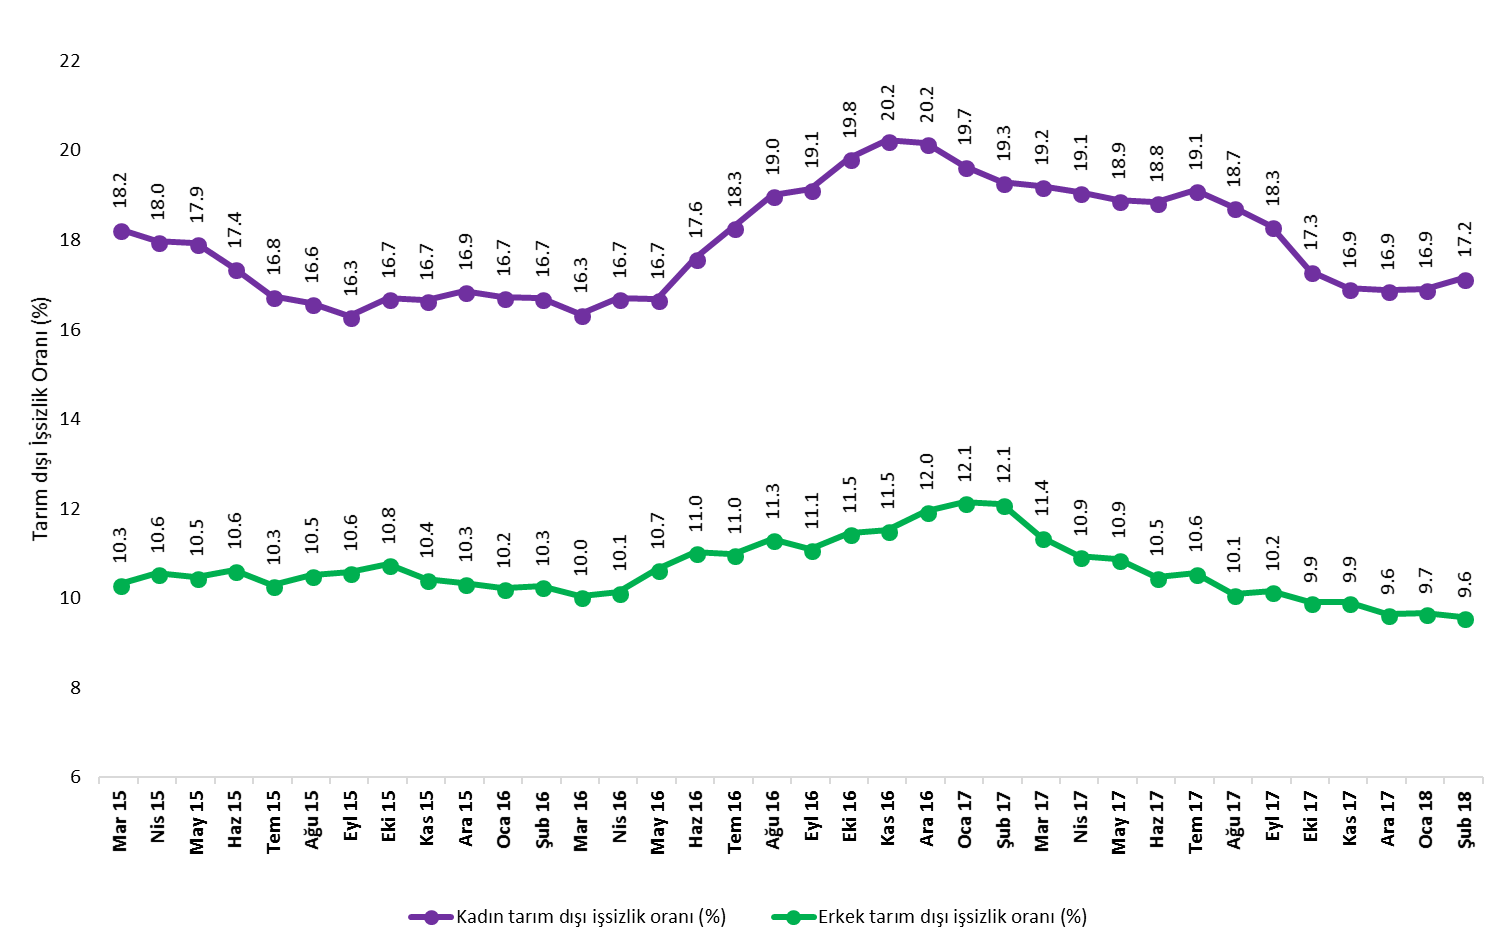 22
20
18
16
14
12
10
8
6
Tarım dışı İşsizlik Oranı (%)
18.2 18.0 17.9 17.4 16.8 16.6 16.3 16.7 16.7 16.9 16.7 16.7 16.3 16.7 16.7 17.6 18.3 19.0 19.1 19.8 20.2 20.2 19.7 19.3 19.2 19.1 18.9 18.8 19.1 18.7 18.3 17.3 16.9 16.9 16.9 17.2
10.3 10.6 10.5 10.6 10.3 10.5 10.6 10.8 10.4 10.3 10.2 10.3 10.0 10.1 10.7 11.0 11.0 11.3 11.1 11.5 11.5 12.0 12.1 12.1 11.4 10.9 10.9 10.5 10.6 10.1 10.2 9.9 9.9 9.6 9.7 9.6
Mar 15
Nis 15
May 15
Haz 15
Tem 15
Ağu 15
Eyl 15
Eki 15
Kas 15
Ara 15
Oca 16
Şub 16
Mar 16
Nis 16
May 16
Haz 16
Tem 16
Ağu 16
Eyl 16
Eki 16
Kas 16
Ara 16
Oca 17
Şub 17
Mar 17
Nis 17
May 17
Haz 17
Tem 17
Ağu 17
Eyl 17
Eki 17
Kas 17
Ara 17
Oca 18
Şub 18
Kadın tarım dışı işsizlik oranı (%)
Erkek tarım dışı işsizlik oranı (%)